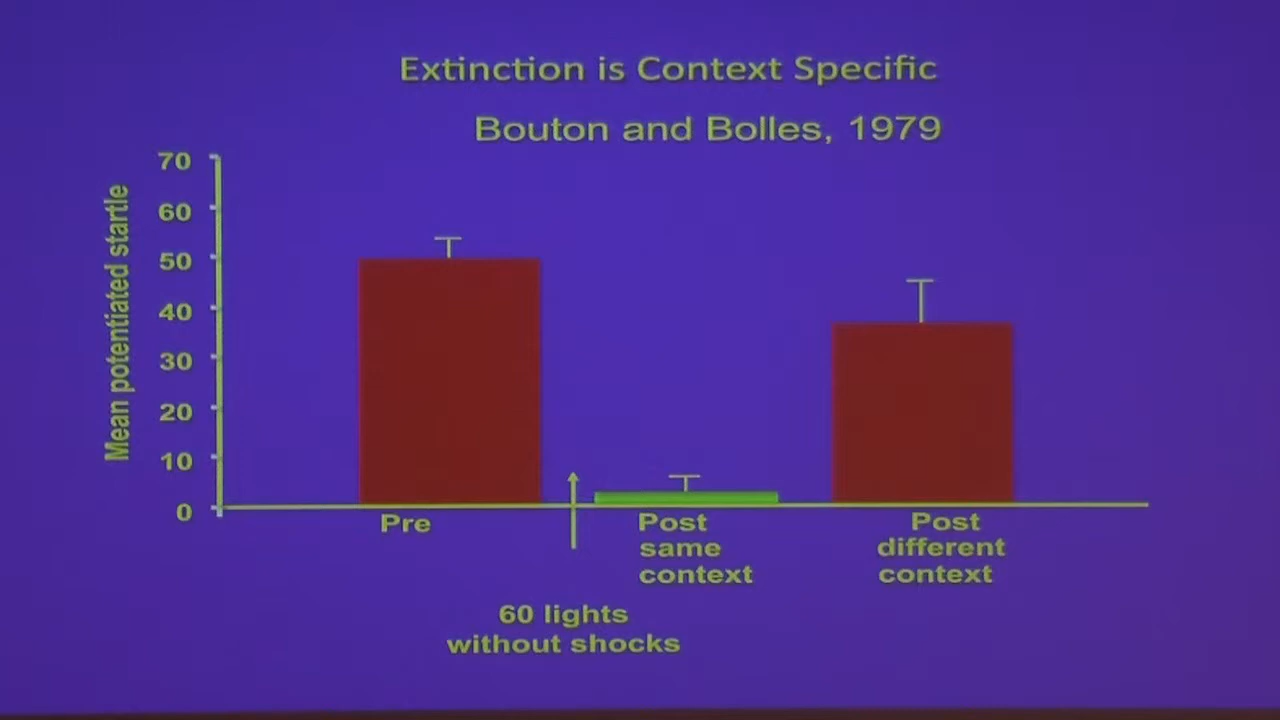 Extinction is Context Specific
Bouton and Bolles, 1979
Mean potentiated startle
70
60
50
40
30
20
10
0
Pre
Post
same
context
Post
different
context
60 lights
without shocks